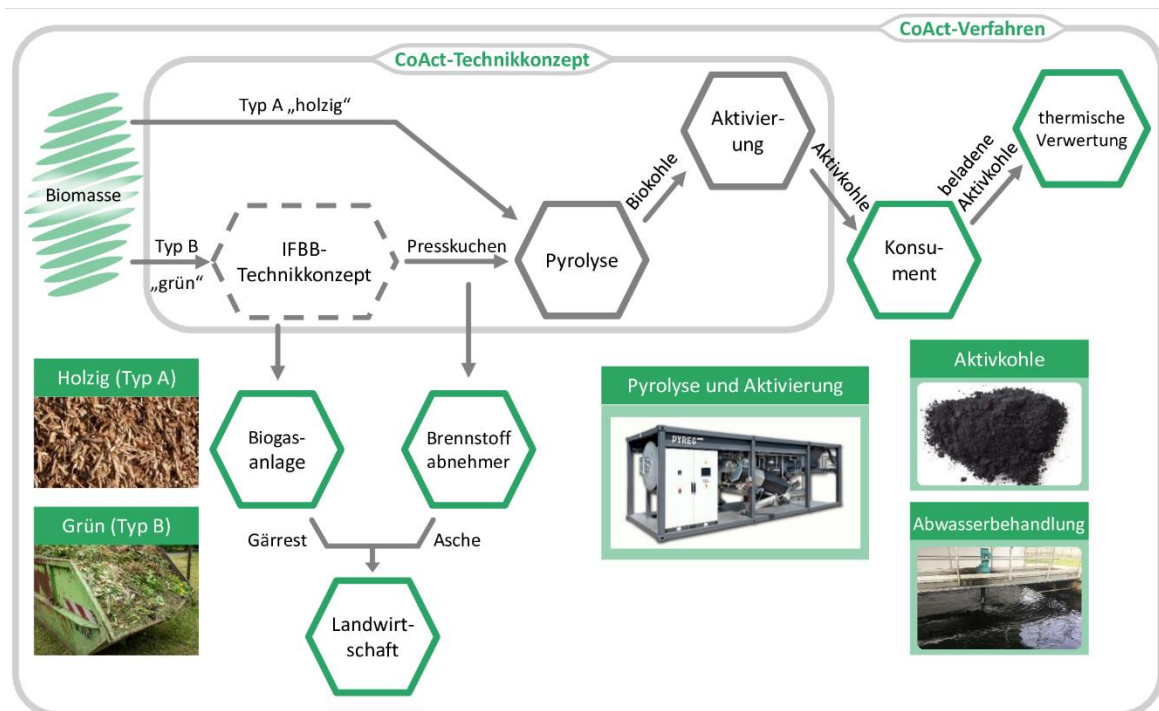 CoAct-Verfahren
CoAct-Technikkonzept
Typ A „holzig“
Biomasse
Typ B
„grün“
IFBB-
Technikkonzept
Presskuchen
Pyrolyse
Biokohle
Aktivier-
ung
Aktivkohle
Konsu-
ment
beladene
Aktivkohle
thermische
Verwertung
Holzig (Typ A)
Grün (Typ B)
Biogas-
anlage
Brennstoff
abnehmer
Gärrest
Asche
Landwirt-
schaft
Pyrolyse und Aktivierung
PYREG
Aktivkohle
Abwasserbehandlung